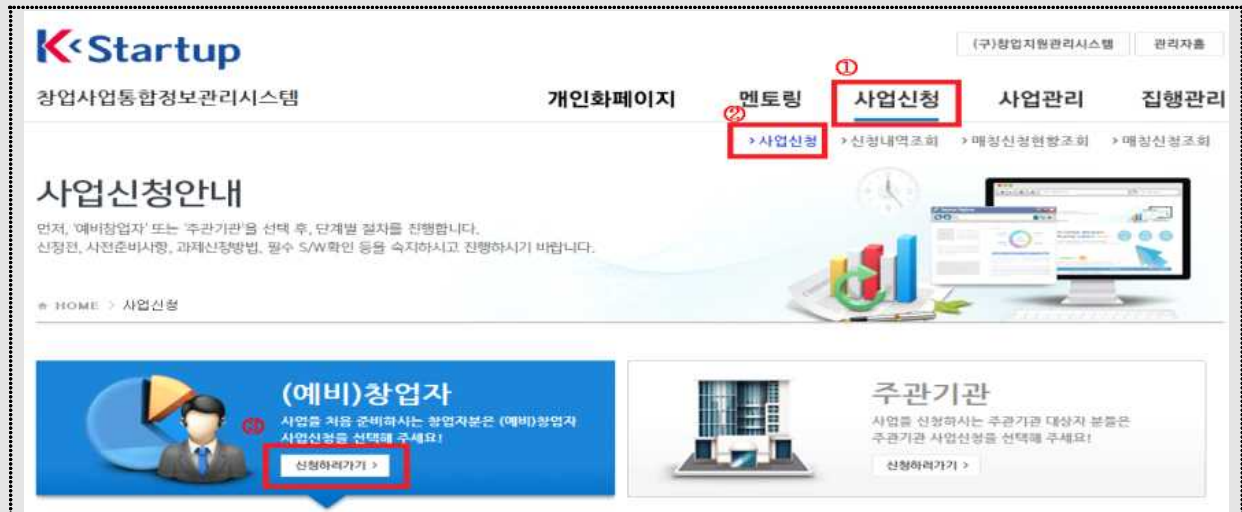 K Startup
(구)창업지원관리시스템 관리자홈
①
창업사업통합정보관리시스템 개인화페이지 멘토링 사업신청 사업관리 집행관리
②
>사업신청 >신청내역조회 >매칭신청현황조회 >매칭신청조회
사업신청안내
먼저, '예비창업자' 또는 '주관기관'을 선택 후, 단계별 절차를 진행합니다.
신청전, 사전준비사항, 과제신청방법, 필수 S/W확인 등을 숙지하시고 진행하시기 바랍니다.
HOME > 사업신청
(예비)창업자
사업을 처음 준비하시는 창업자분은 (예비)창업자
③
사업신청을 선택해 주세요!
신청하러가기 >
주관기관
사업을 신청하시는 주관기관 대상자 분들은
주관기관 사업신청을 선택해 주세요!
신청하러가기 >